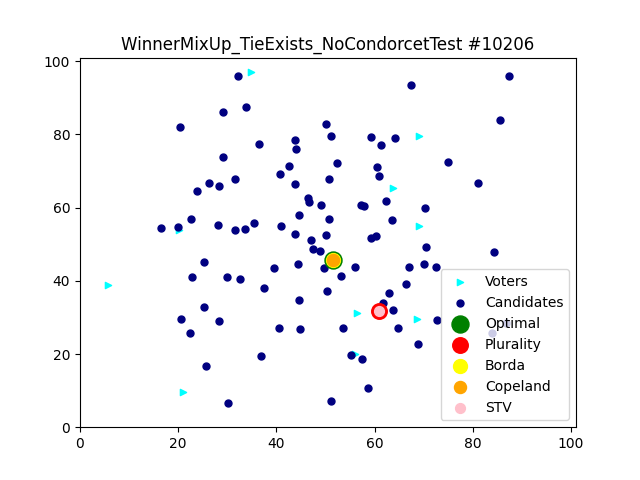 WinnerMixUp_TieExists_NoCondorcetTest #10206
100
80
60
40
20
0
0 20 40 60 80 100
Voters
Candidates
Optimal
Plurality
Borda
Copeland
STV